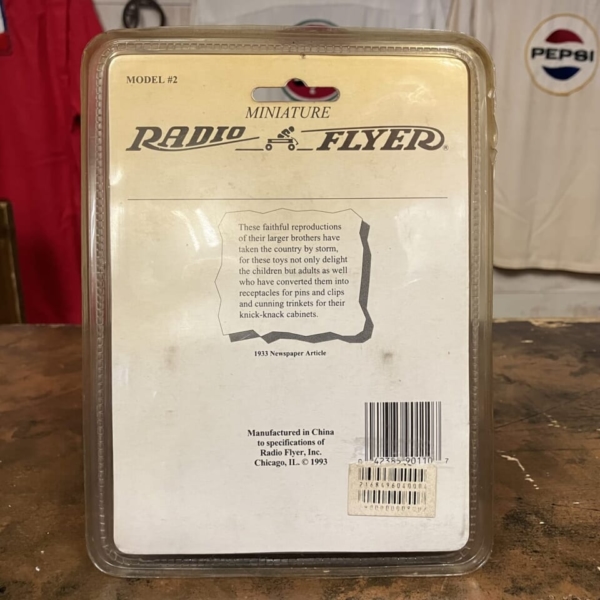 MODEL #2
MINIATURE
RADIO FLYER®
These faithful reproductions
of their larger brothers have
taken the country by storm,
for these toys not only delight
the children but adults as well
who have converted them into
receptacles for pins and clips
and cunning trinkets for their
knick-knack cabinets.
1933 Newspaper Article
Manufactured in China
to specifications of
Radio Flyer, Inc.
Chicago, IL. © 1993
PEPSI